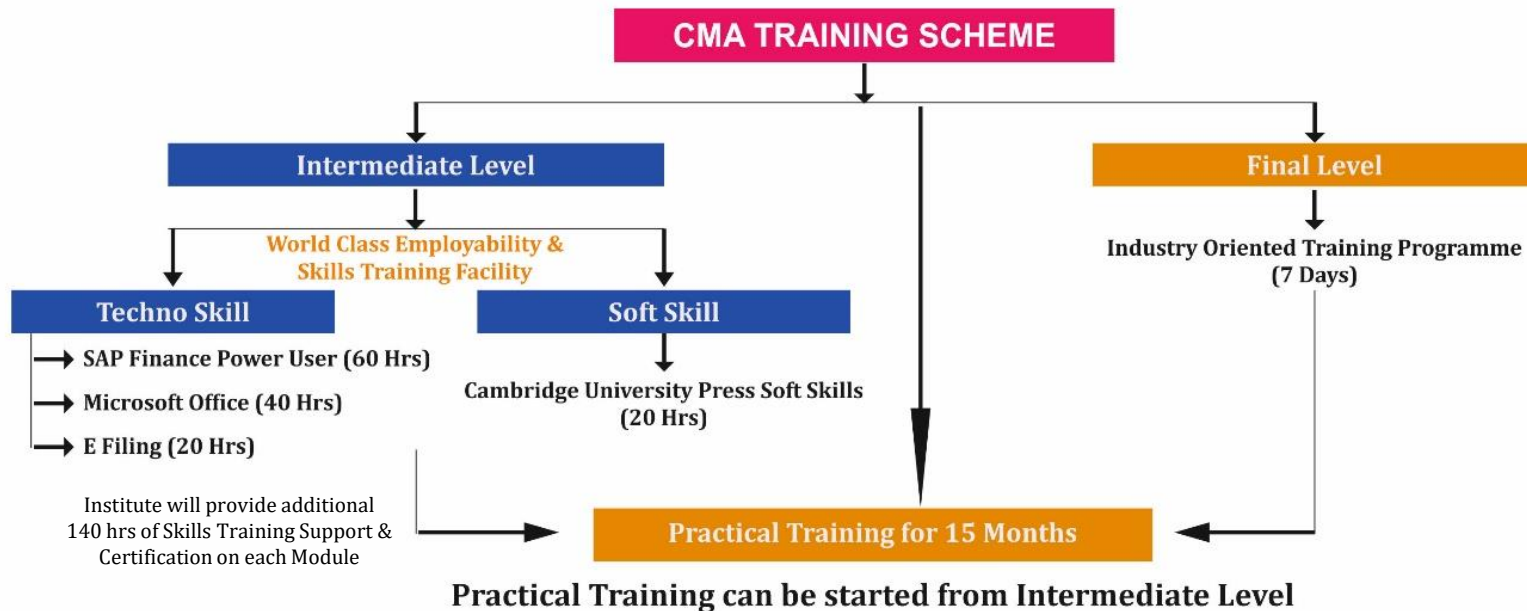 CMA TRAINING SCHEME
Intermediate Level
Final Level
World Class Employability &
Skills Training Facility
Industry Oriented Training Programme
(7 Days)
Techno Skill
Soft Skill
SAP Finance Power User (60 Hrs)
Microsoft Office (40 Hrs)
E Filing (20 Hrs)
Cambridge University Press Soft Skills
(20 Hrs)
Institute will provide additional
140 hrs of Skills Training Support &
Certification on each Module
Practical Training for 15 Months
Practical Training can be started from Intermediate Level